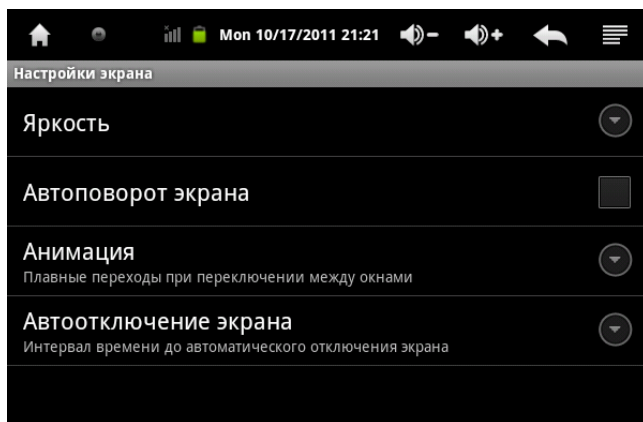 Mon 10/17/2011 21:21
Настройки экрана
Яркость
Автоповорот экрана
Анимация
Плавные переходы при переключении между окнами
Автоотключение экрана
Интервал времени до автоматического отключения экрана